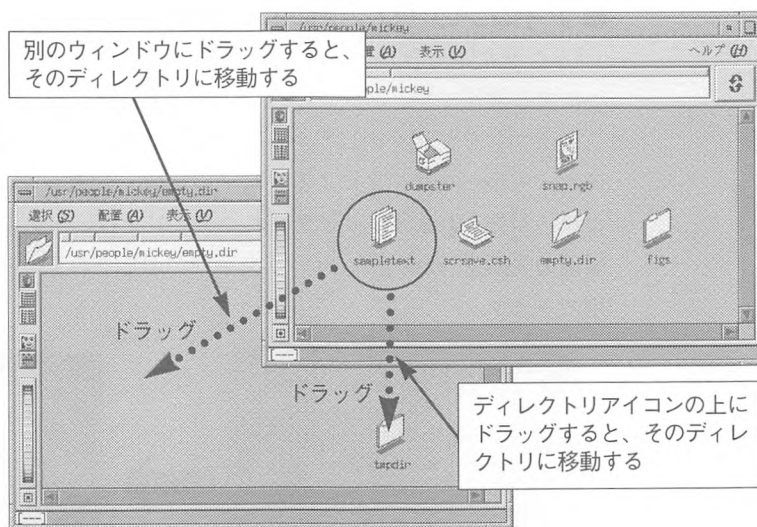 別のウィンドウにドラッグすると、
そのディレクトリに移動する
/usr/people/mickey
置 (A) 表示 (V) ヘルプ (H)
ople/mickey
dumpster
snap.rgb
sampletext
scrsave.csh
empty.dir
figs
/usr/people/mickey/empty.dir
選択 (S) 配置 (A) 表示 (V)
/usr/people/mickey/empty.dir
ドラッグ
ドラッグ
tmpdir
ディレクトリアイコンの上に
ドラッグすると、そのディレ
クトリに移動する